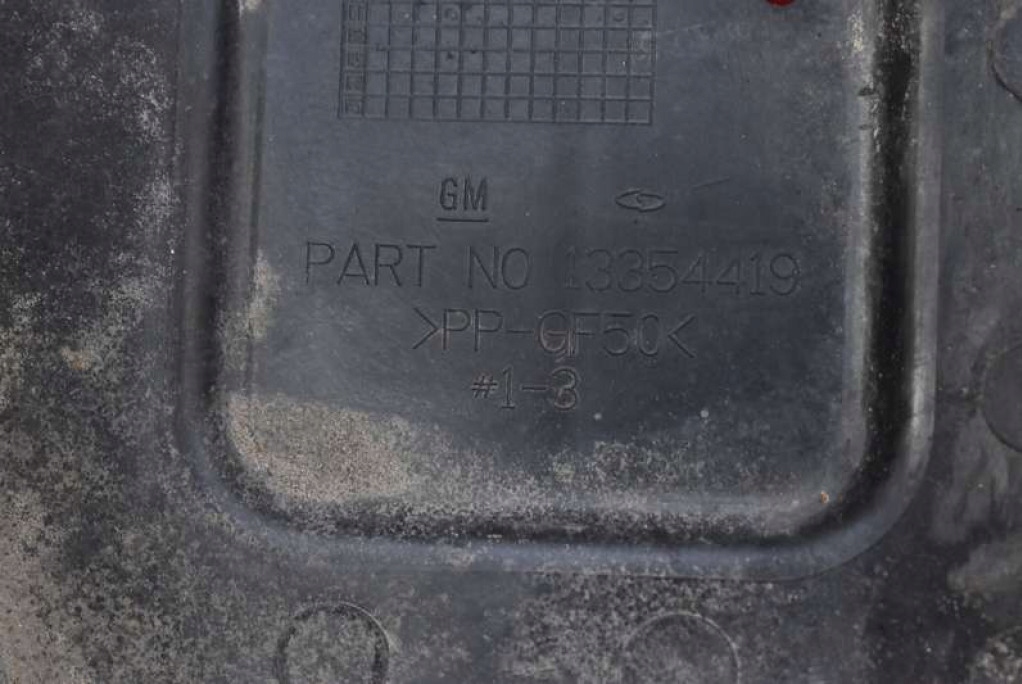 GM
PART NO 13354419
>PP-GF50<
#1-3